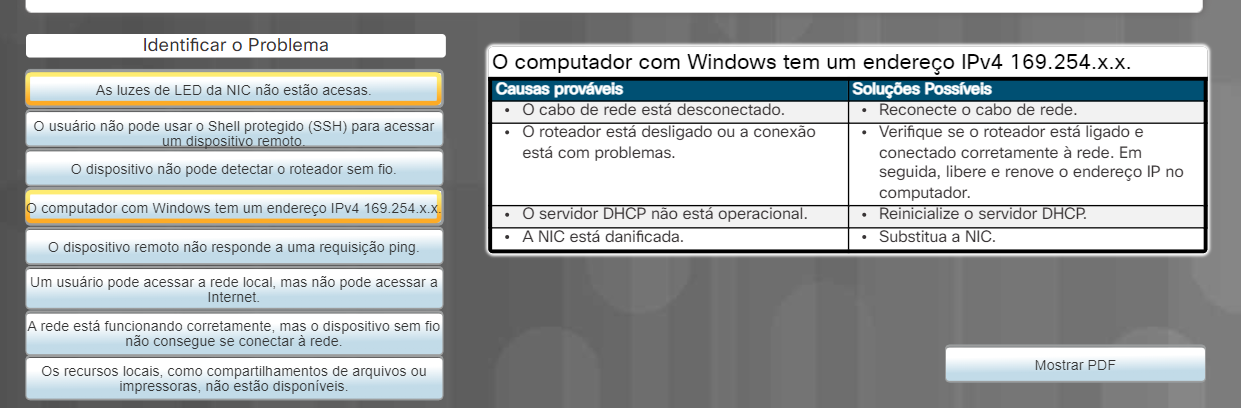 Identificar o Problema
As luzes de LED da NIC não estão acesas.
O usuário não pode usar o Shell protegido (SSH) para acessar
um dispositivo remoto.
O dispositivo não pode detectar o roteador sem fio.
O computador com Windows tem um endereço IPv4 169.254.x.x.
O dispositivo remoto não responde a uma requisição ping.
Um usuário pode acessar a rede local, mas não pode acessar a
Internet.
A rede está funcionando corretamente, mas o dispositivo sem fio
não consegue se conectar à rede.
Os recursos locais, como compartilhamentos de arquivos ou
impressoras, não estão disponíveis.
O computador com Windows tem um endereço IPv4 169.254.x.x.
Causas prováveis
Soluções Possíveis
• O cabo de rede está desconectado.
• Reconecte o cabo de rede.
• O roteador está desligado ou a conexão
está com problemas.
• Verifique se o roteador está ligado e
conectado corretamente à rede. Em
seguida, libere e renove o endereço IP no
computador.
• O servidor DHCP não está operacional.
• Reinicialize o servidor DHCP.
• A NIC está danificada.
• Substitua a NIC.
Mostrar PDF